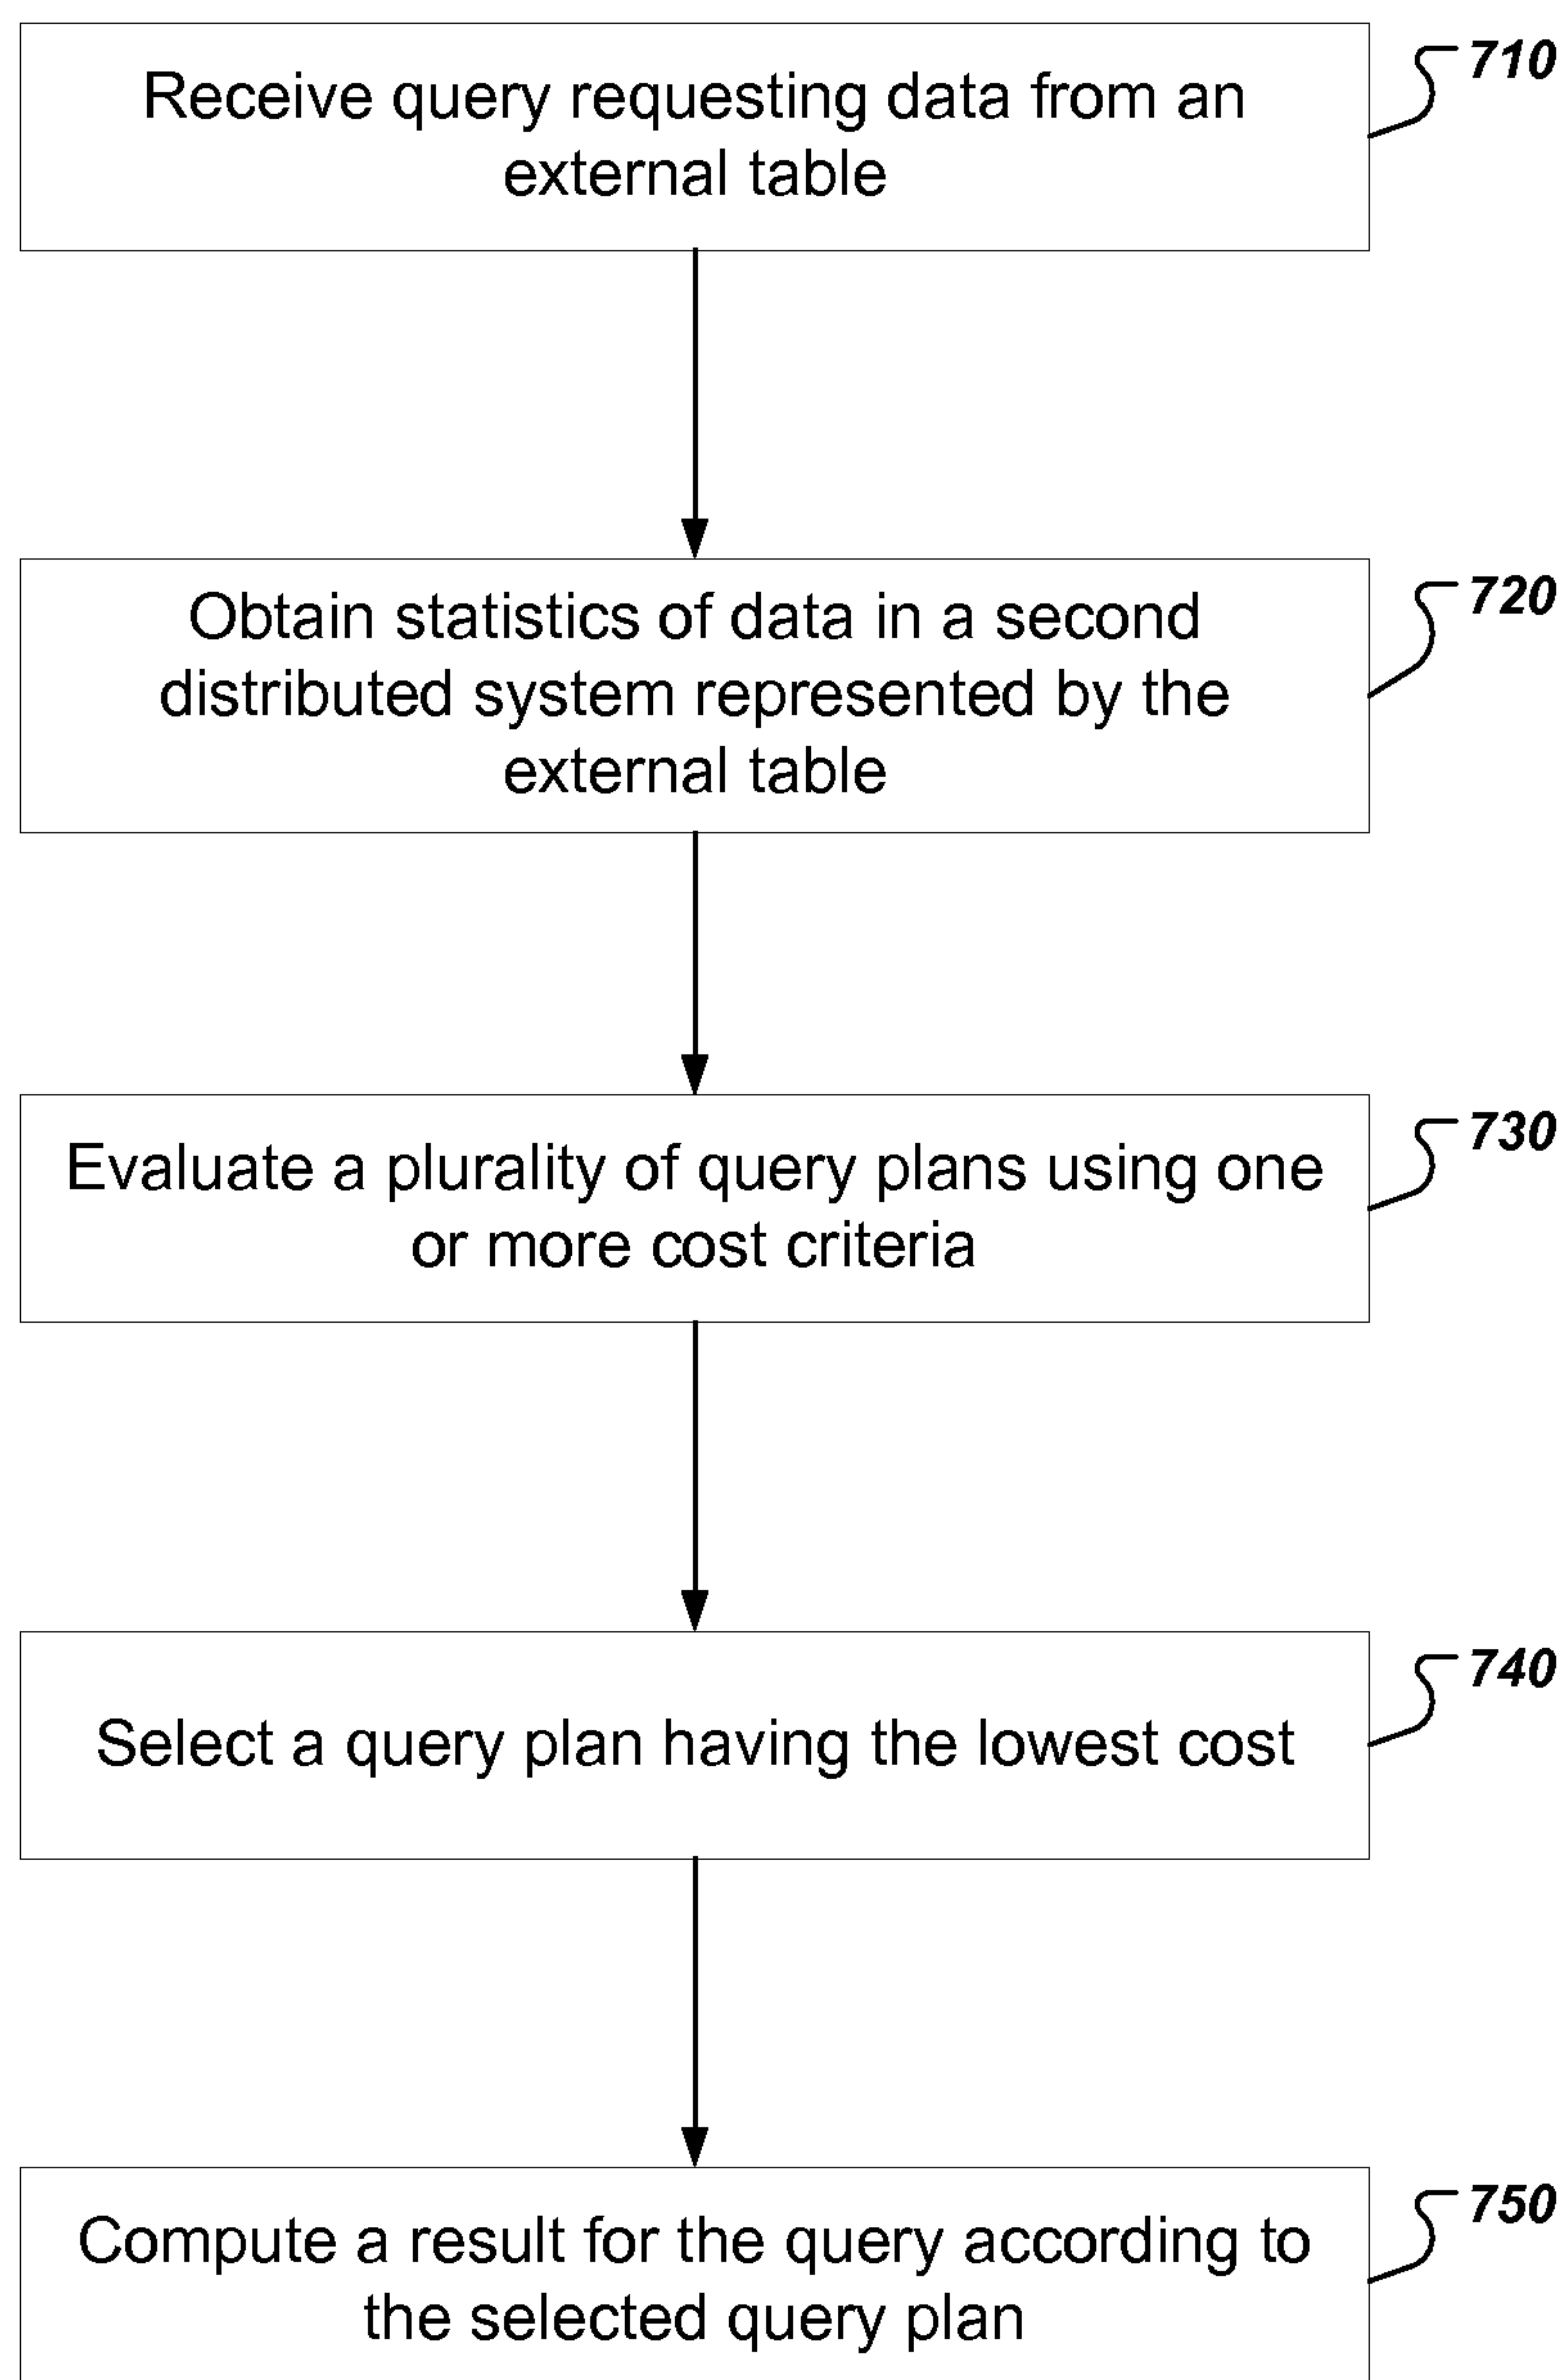 Receive query requesting data from an
external table
710
Obtain statistics of data in a second
distributed system represented by the
external table
720
Evaluate a plurality of query plans using one
or more cost criteria
730
Select a query plan having the lowest cost
740
Compute a result for the query according to
the selected query plan
750